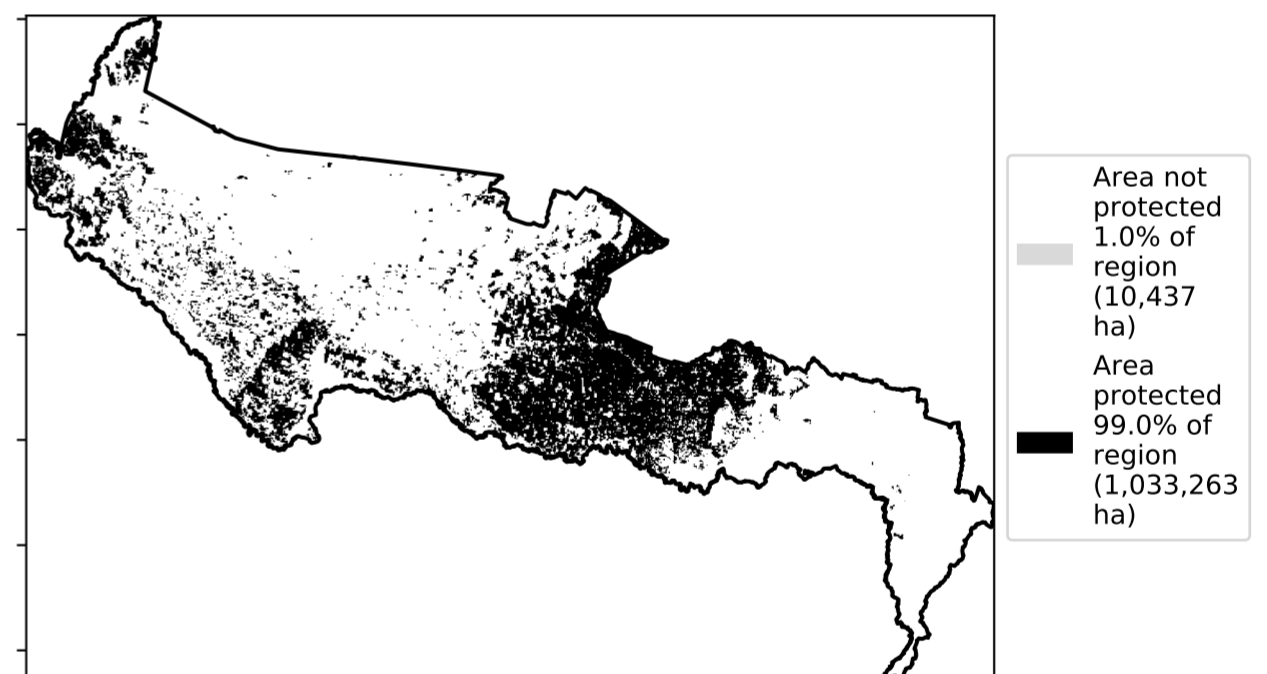 Area not
protected
1.0% of
region
(10,437
ha)
Area
protected
99.0% of
region
(1,033,263
ha)